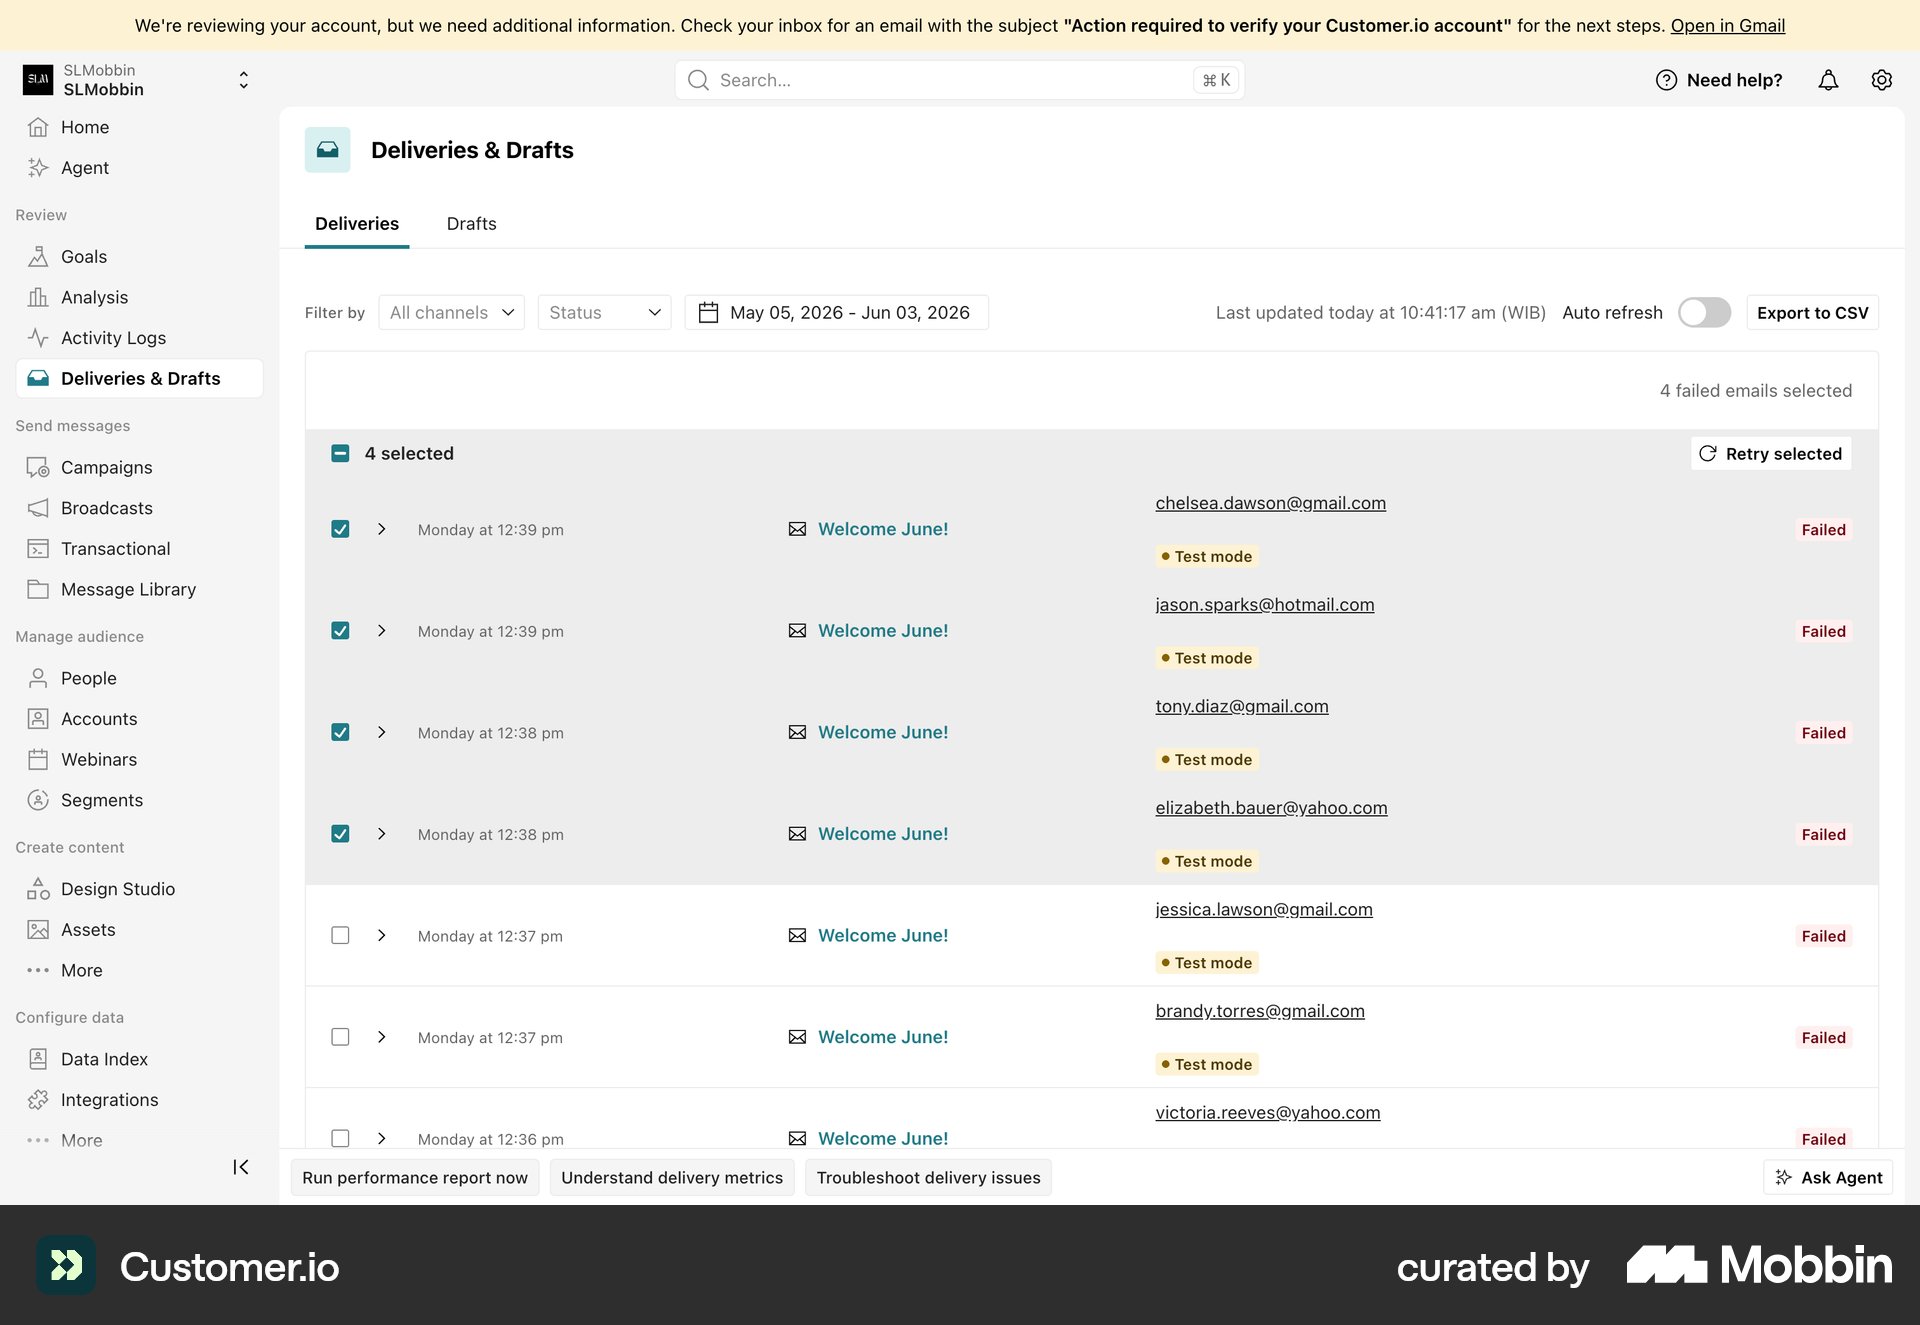 We're reviewing your account, but we need additional information. Check your inbox for an email with the subject "Action required to verify your Customer.io account" for the next steps. Open in Gmail
SLM
SLMobbin
SLMobbin
Search...
⌘ K
Need help?
Home
Agent
Review
Goals
Analysis
Activity Logs
Deliveries & Drafts
Send messages
Campaigns
Broadcasts
Transactional
Message Library
Manage audience
People
Accounts
Webinars
Segments
Create content
Design Studio
Assets
More
Configure data
Data Index
Integrations
More
Deliveries & Drafts
Deliveries Drafts
Filter by All channels Status May 05, 2026 - Jun 03, 2026 Last updated today at 10:41:17 am (WIB) Auto refresh Export to CSV
4 failed emails selected
4 selected Retry selected
chelsea.dawson@gmail.com
Monday at 12:39 pm Welcome June! Failed
Test mode
jason.sparks@hotmail.com
Monday at 12:39 pm Welcome June! Failed
Test mode
tony.diaz@gmail.com
Monday at 12:38 pm Welcome June! Failed
Test mode
elizabeth.bauer@yahoo.com
Monday at 12:38 pm Welcome June! Failed
Test mode
jessica.lawson@gmail.com
Monday at 12:37 pm Welcome June! Failed
Test mode
brandy.torres@gmail.com
Monday at 12:37 pm Welcome June! Failed
Test mode
victoria.reeves@yahoo.com
Monday at 12:36 pm Welcome June! Failed
Run performance report now Understand delivery metrics Troubleshoot delivery issues Ask Agent
Customer.io curated by Mobbin